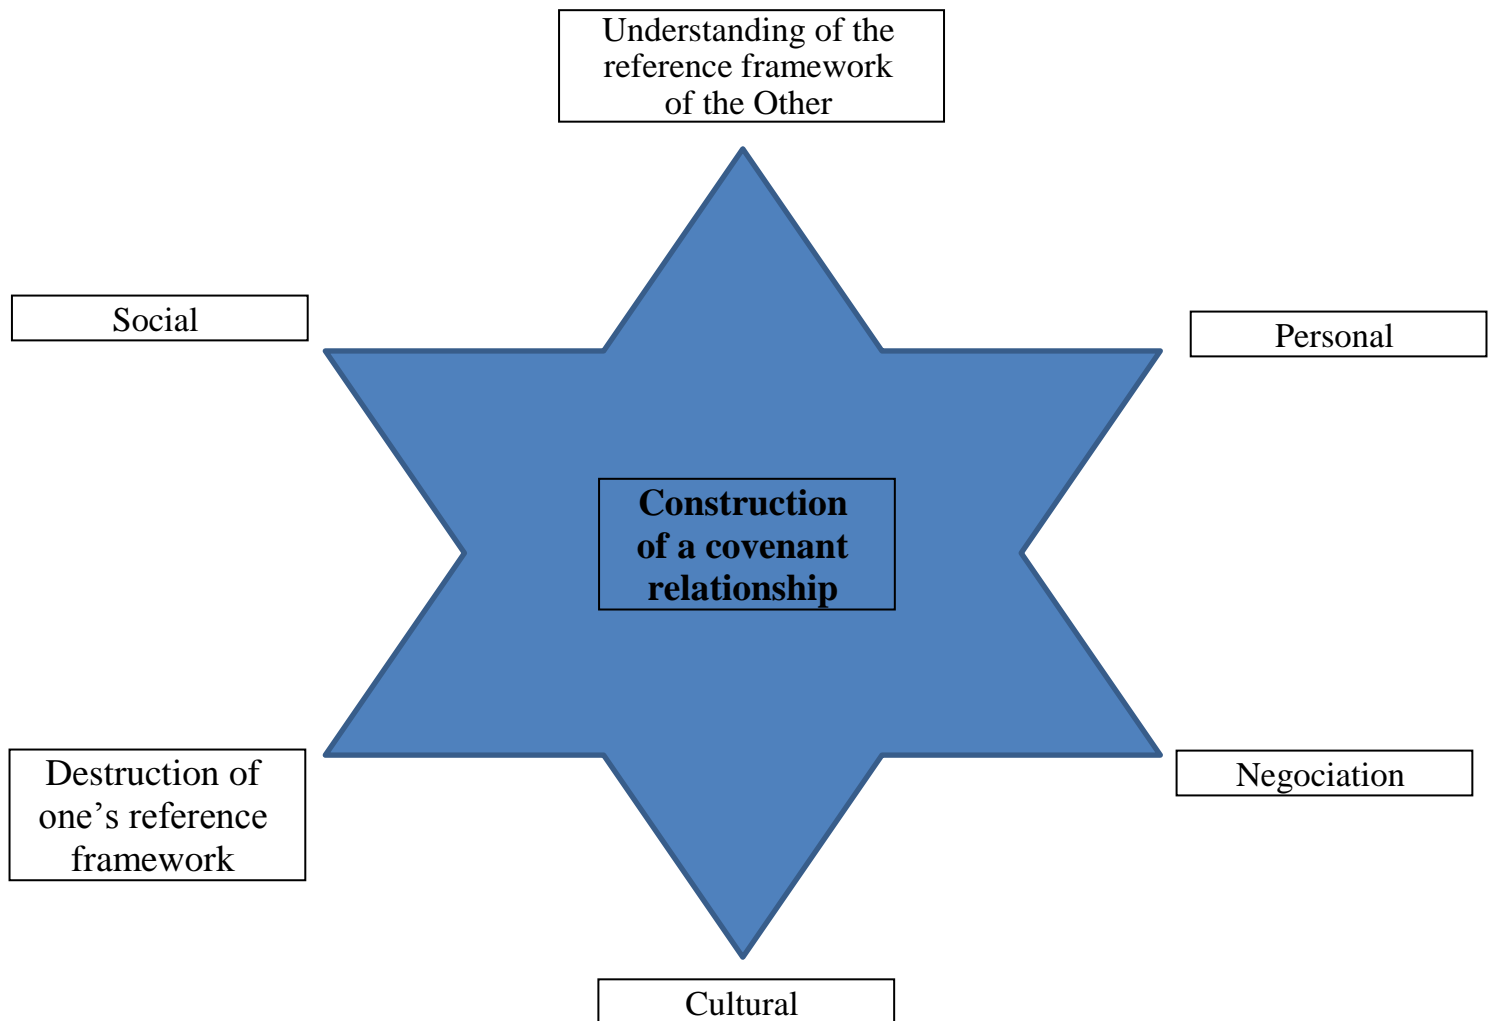 Understanding of the
reference framework
of the Other
Social
Personal
Construction
of a covenant
relationship
Destruction of
one’s reference
framework
Negociation
Cultural